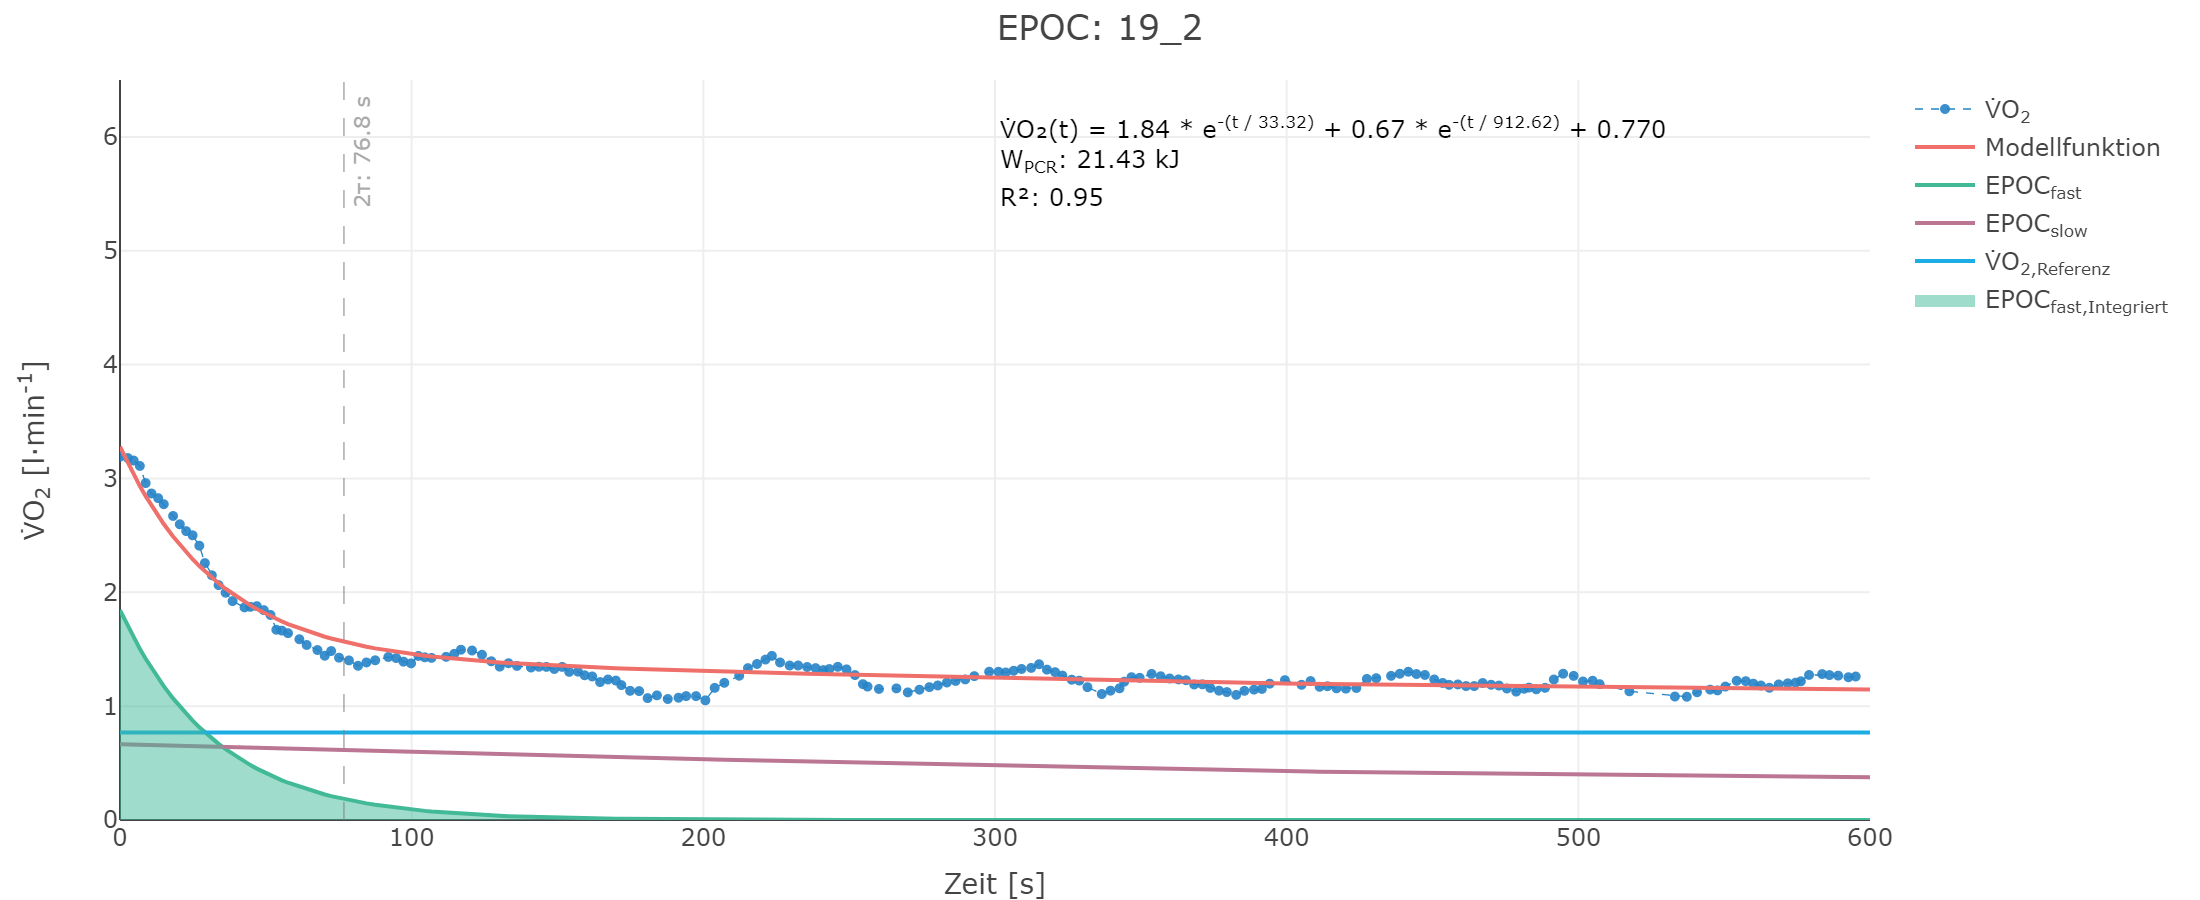 EPOC: 19_2
V̇O₂(t) = 1.84 * e^-(t / 33.32) + 0.67 * e^-(t / 912.62) + 0.770
W_PCR: 21.43 kJ
R²: 0.95
2τ: 76.8 s
V̇O₂
Modellfunktion
EPOC_fast
EPOC_slow
V̇O₂,Referenz
EPOC_fast,Integriert
V̇O₂ [l·min⁻¹]
6
5
4
3
2
1
0
0 100 200 300 400 500 600
Zeit [s]